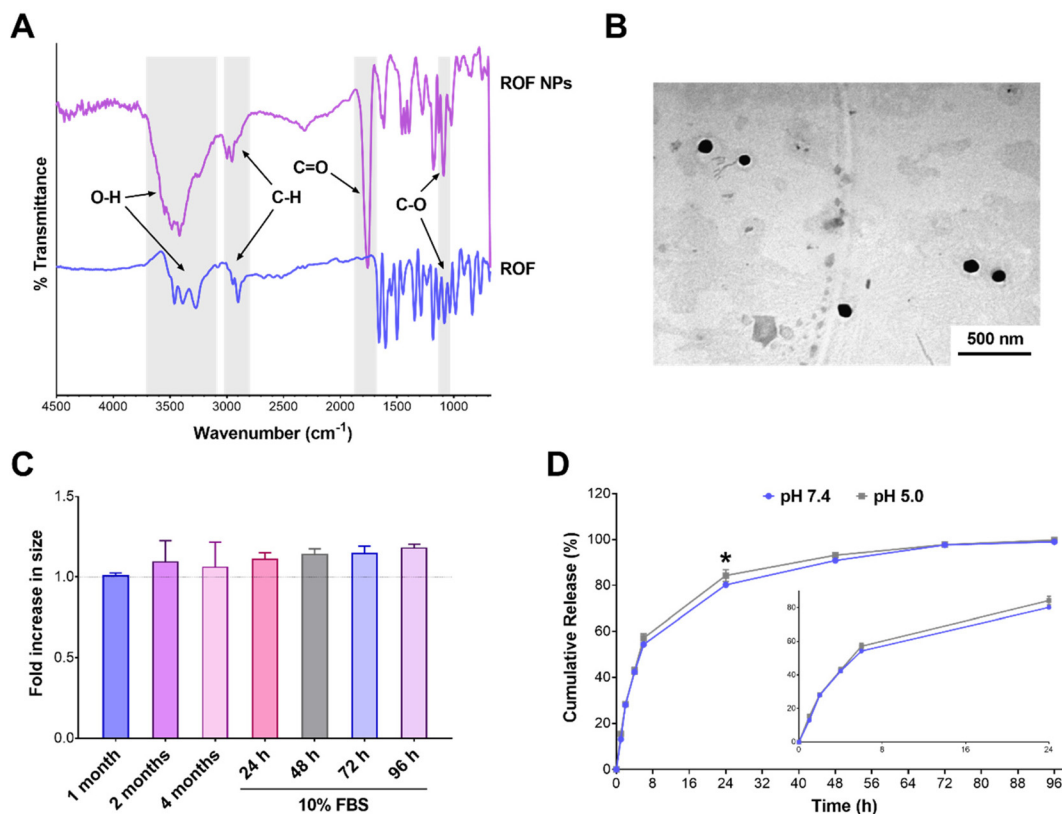 A
% Transmittance
ROF NPs
O-H
C-H
C=O
C-O
ROF
4500 4000 3500 3000 2500 2000 1500 1000
Wavenumber (cm⁻¹)
B
500 nm
C
Fold increase in size
1.5
1.0
0.5
0.0
1 month
2 months
4 months
24 h
48 h
72 h
96 h
10% FBS
D
pH 7.4 pH 5.0
Cumulative Release (%)
120
100
80
60
40
20
0
*
80
60
40
20
0
0 8 16 24
0 8 16 24 32 40 48 56 64 72 80 88 96
Time (h)